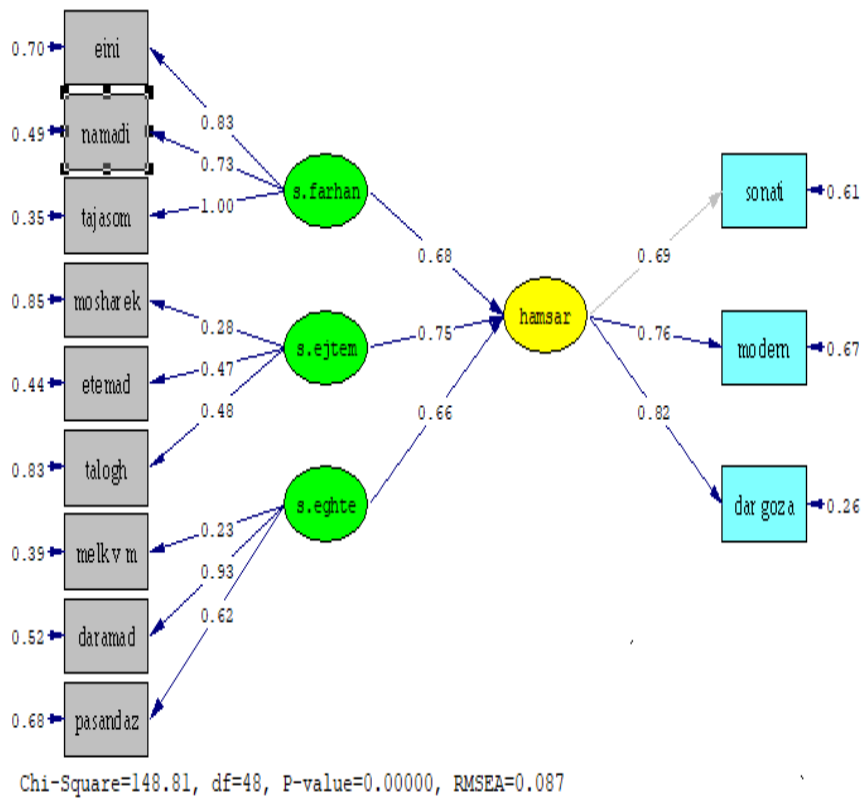 0.70 eini
0.83
0.49 namadi
0.73
s.farhan
sonati 0.61
0.35 tajasom
1.00
0.68
0.69
0.85 mosharek
0.28
hamsar
s.ejtem
0.75
0.76
modern 0.67
0.44 etemad
0.47
0.48
0.66
0.82
0.83 talogh
s.eghte
dar goza 0.26
0.39 melk v m
0.23
0.93
0.52 daramad
0.62
0.68 pasandaz
Chi-Square=148.81, df=48, P-value=0.00000, RMSEA=0.087